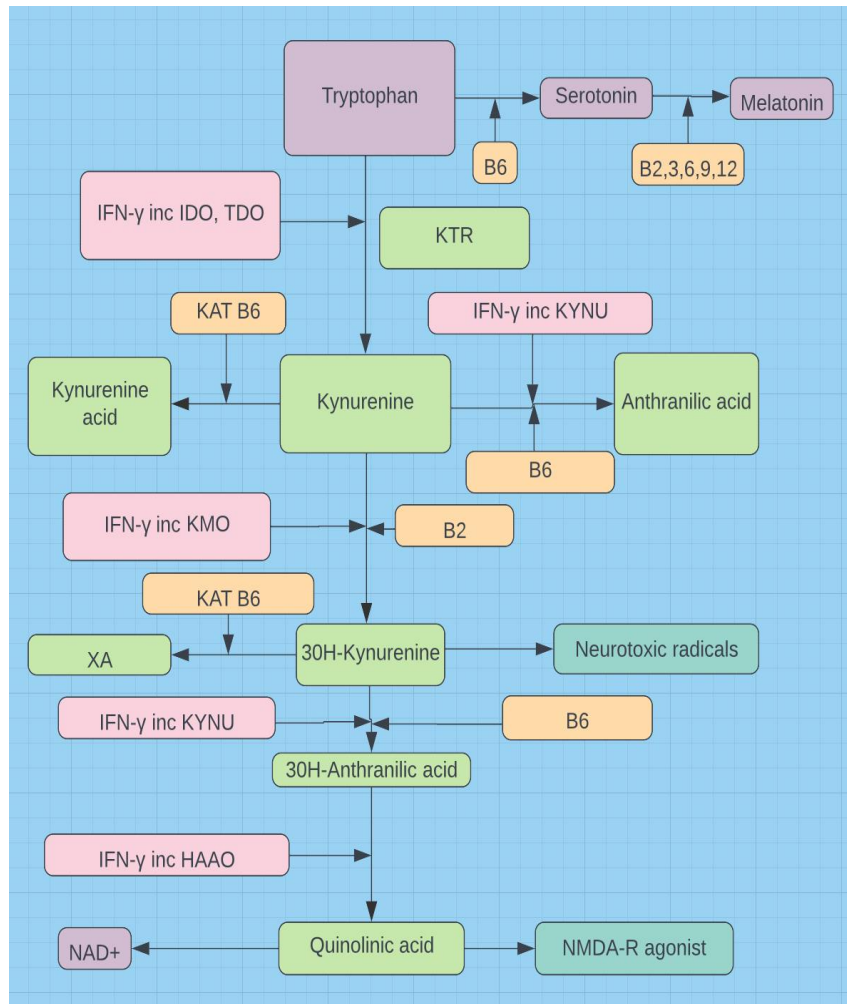 Tryptophan
Serotonin
Melatonin
B6
B2,3,6,9,12
IFN-γ inc IDO, TDO
KTR
KAT B6
IFN-γ inc KYNU
Kynurenine
acid
Kynurenine
Anthranilic acid
B6
IFN-γ inc KMO
B2
KAT B6
XA
30H-Kynurenine
Neurotoxic radicals
IFN-γ inc KYNU
B6
30H-Anthranilic acid
IFN-γ inc HAAO
NAD+
Quinolinic acid
NMDA-R agonist